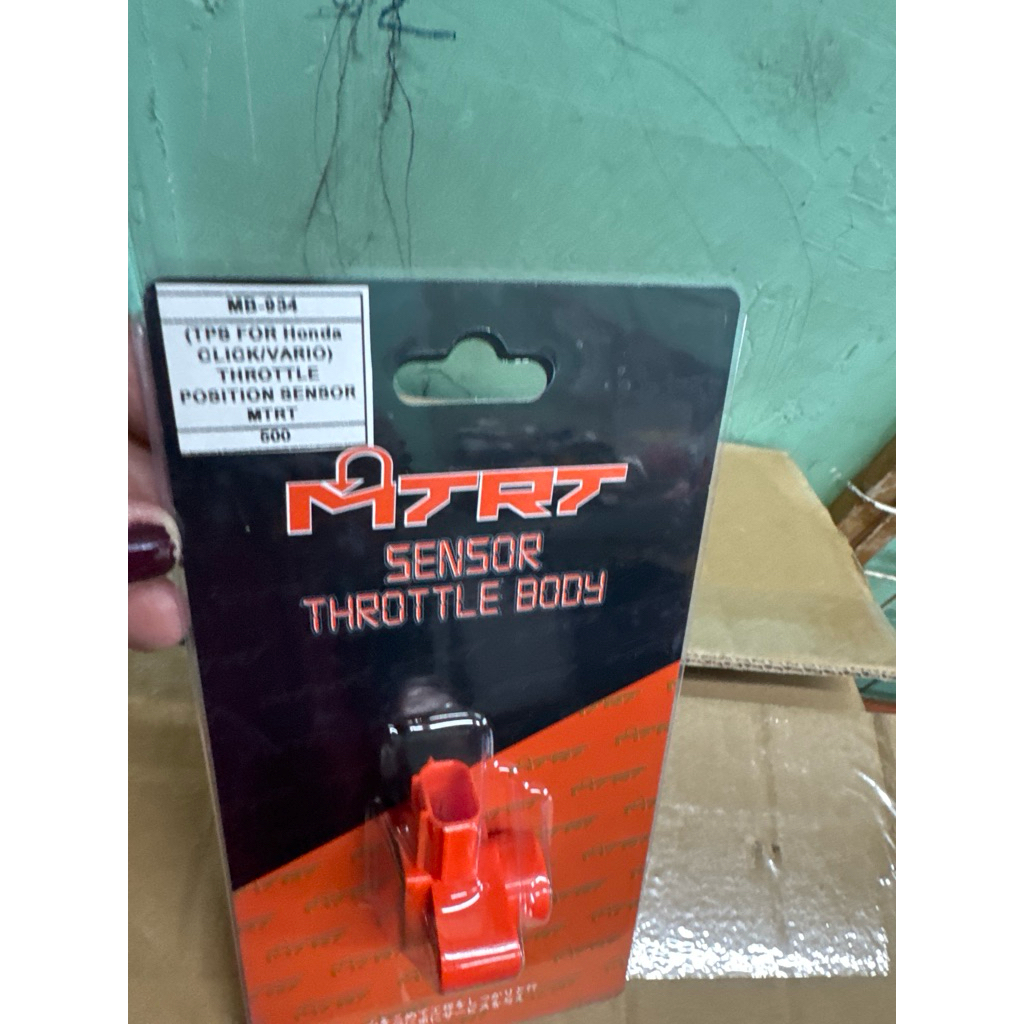 MB-934
(TPS FOR Honda
CLICK/VARIO)
THROTTLE
POSITION SENSOR
MTRT
500
MTRT
SENSOR
THROTTLE BODY